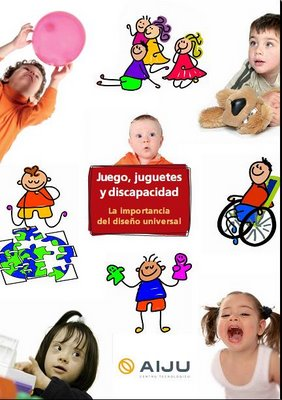 Juego, juguetes
y discapacidad
La importancia
del diseño universal
AIJU
CENTRO TECNOLÓGICO